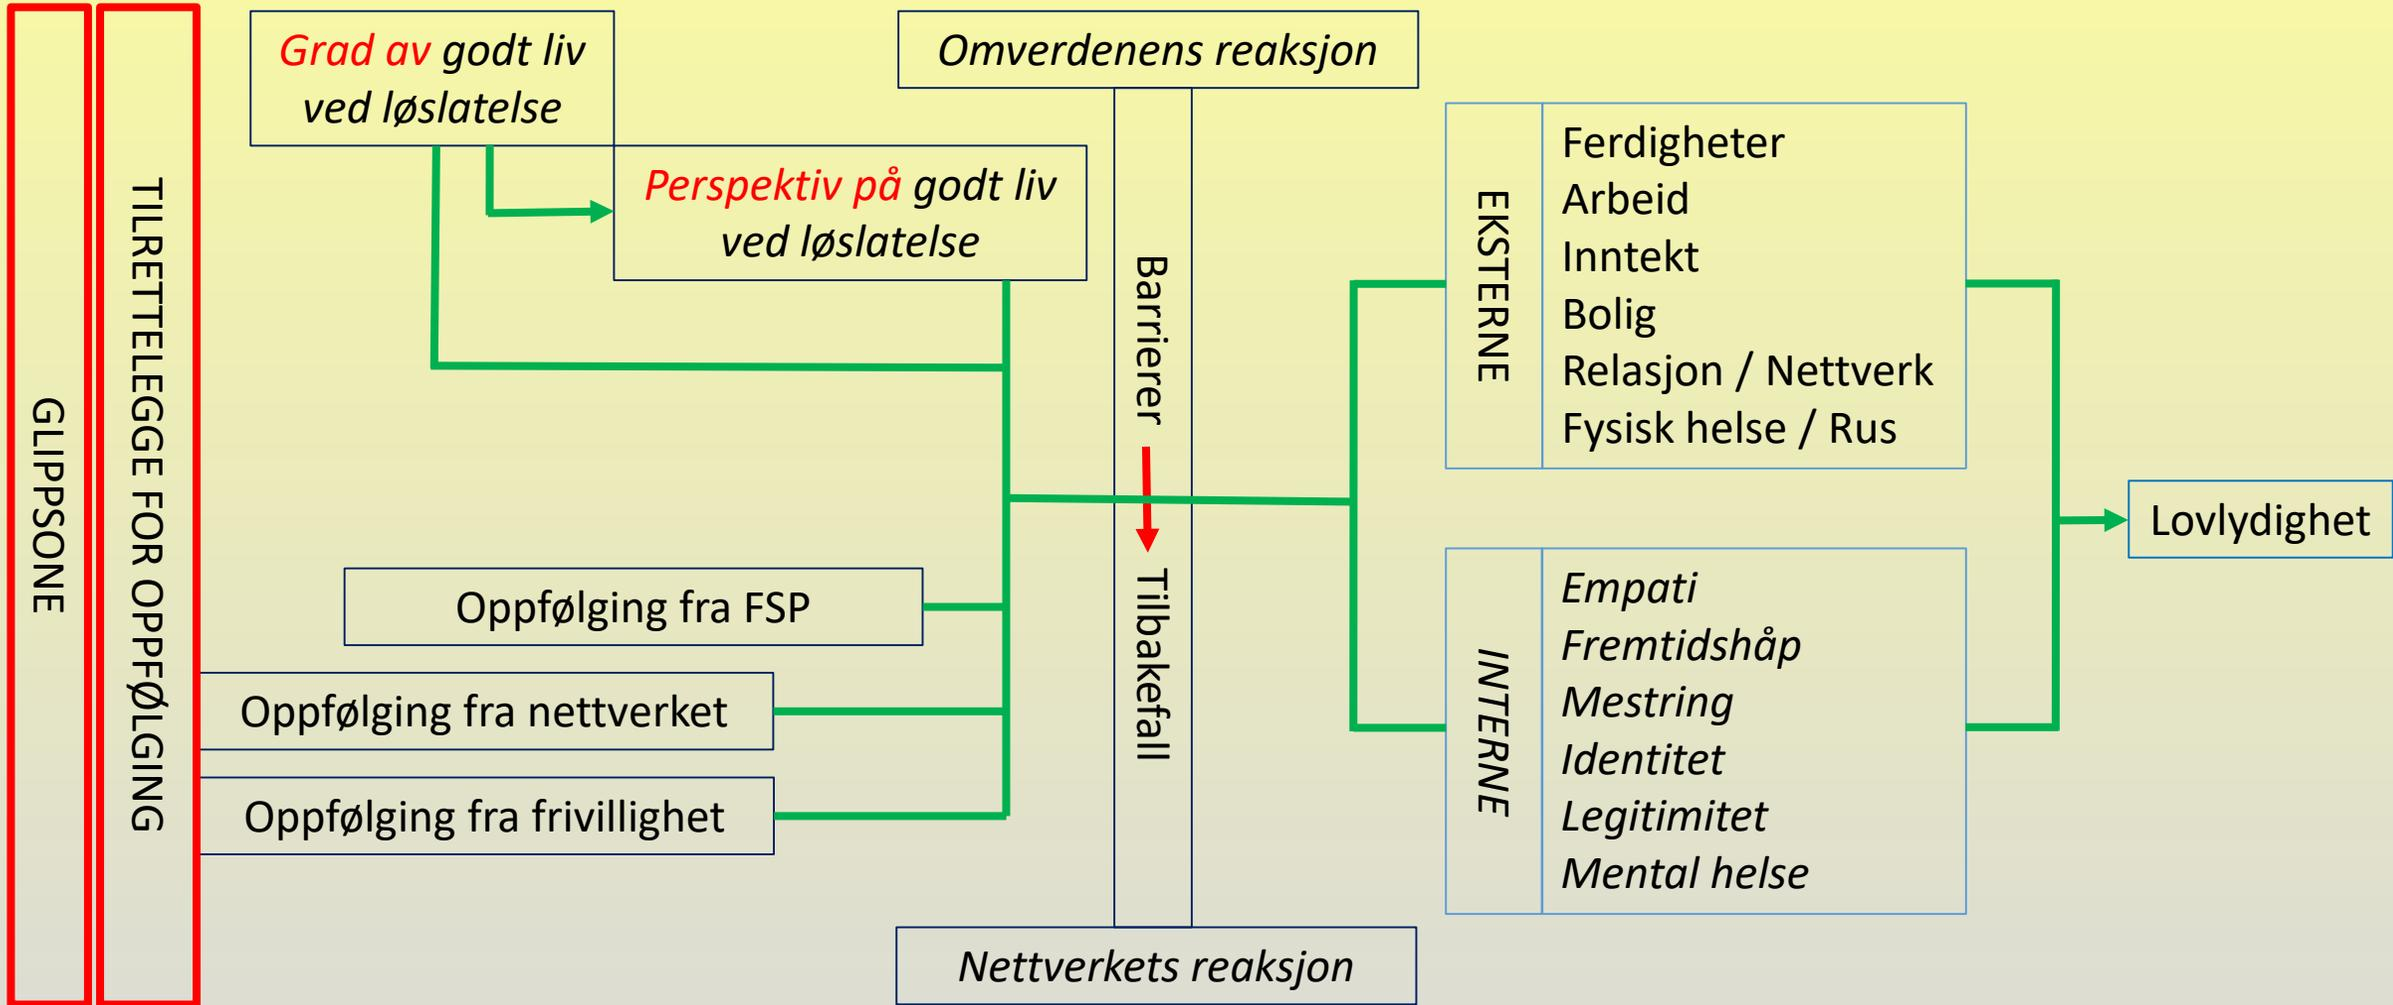 GLIPPSONE
TILRETTELEGGE FOR OPPFØLGING
Grad av godt liv
ved løslatelse
Perspektiv på godt liv
ved løslatelse
Oppfølging fra FSP
Oppfølging fra nettverket
Oppfølging fra frivillighet
Omverdenens reaksjon
Barrierer
Tilbakefall
Nettverkets reaksjon
EKSTERNE
Ferdigheter
Arbeid
Inntekt
Bolig
Relasjon / Nettverk
Fysisk helse / Rus
INTERNE
Empati
Fremtidshåp
Mestring
Identitet
Legitimitet
Mental helse
Lovlydighet